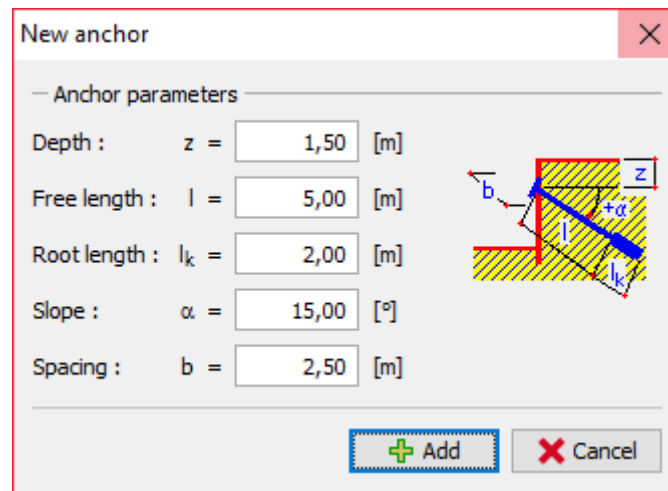 New anchor
Anchor parameters
Depth : z = 1,50 [m]
Free length : l = 5,00 [m]
Root length : lk = 2,00 [m]
Slope : α = 15,00 [°]
Spacing : b = 2,50 [m]
z
b
+α
l
lk
Add Cancel